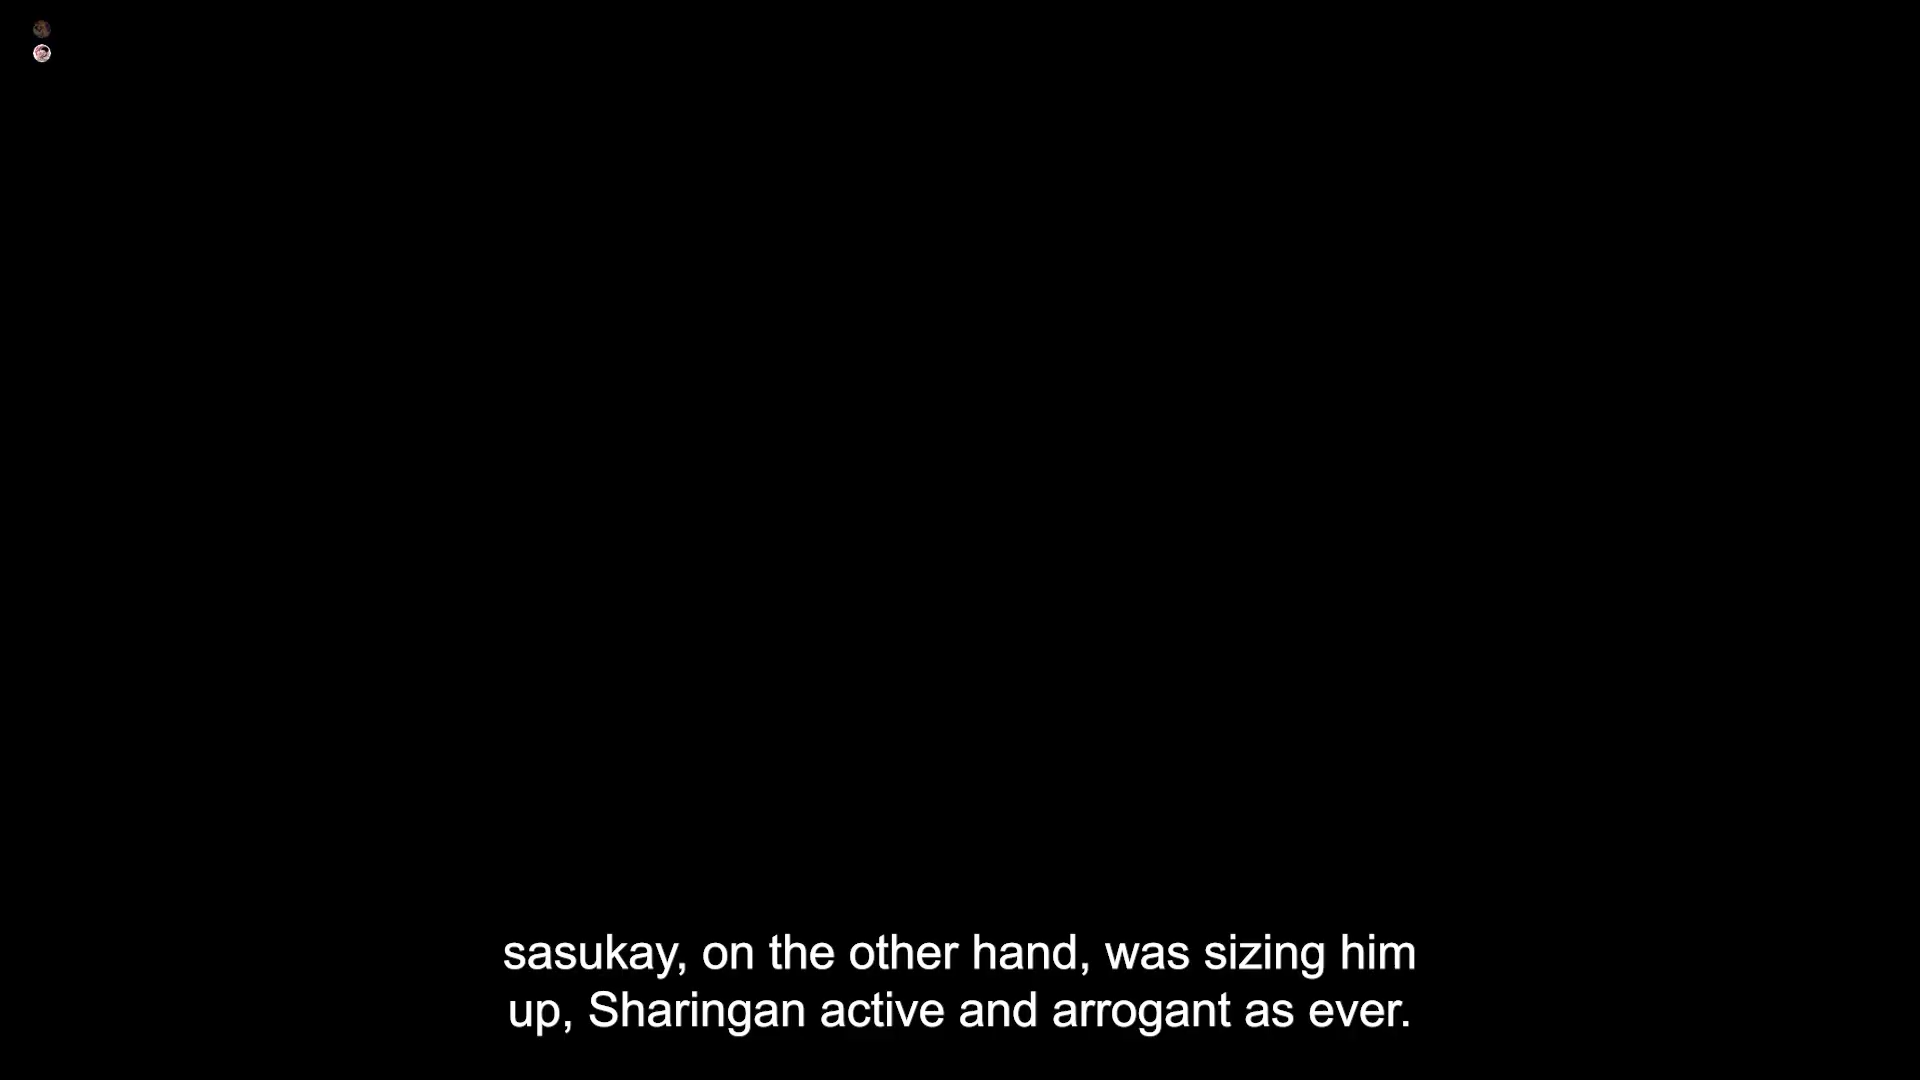 sasukay, on the other hand, was sizing him
up, Sharingan active and arrogant as ever.